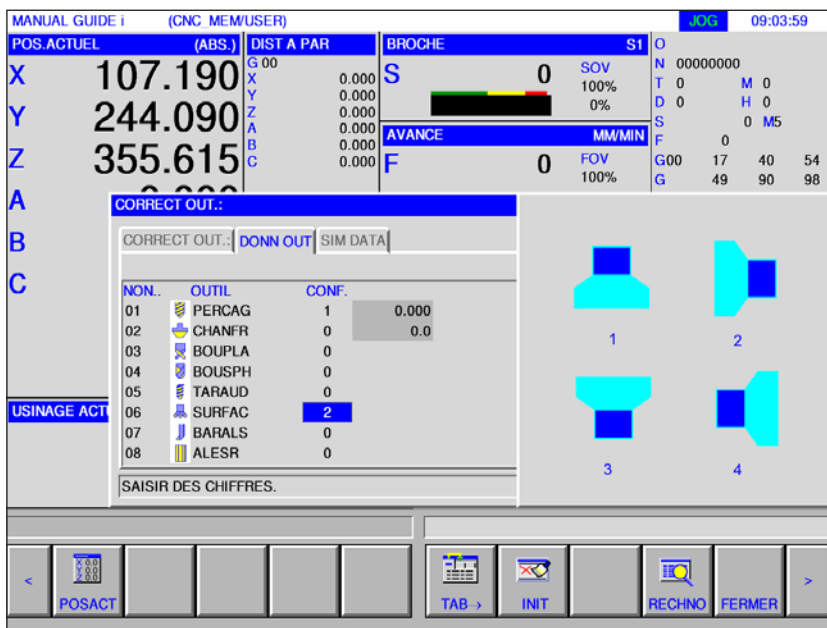 MANUAL GUIDE i (CNC_MEM/USER) JOG 09:03:59
POS.ACTUEL (ABS.)
X 107.190
Y 244.090
Z 355.615
A
B
C
DIST A PAR
G 00
X 0.000
Y 0.000
Z 0.000
A 0.000
B 0.000
C 0.000
BROCHE S1
S 0 SOV
100%
0%
AVANCE MM/MIN
F 0 FOV
100%
O
N 00000000
T 0 M 0
D 0 H 0
S 0 M5
F 0
G00 17 40 54
G 49 90 98
CORRECT OUT.:
CORRECT OUT.: DONN OUT SIM DATA
NON.. OUTIL CONF.
01 PERCAG 1 0.000
02 CHANFR 0 0.0
03 BOUPLA 0
04 BOUSPH 0
05 TARAUD 0
06 SURFAC 2
07 BARALS 0
08 ALESR 0
SAISIR DES CHIFFRES.
1 2
3 4
USINAGE ACT
< POSACT TAB→ INIT RECHNO FERMER >